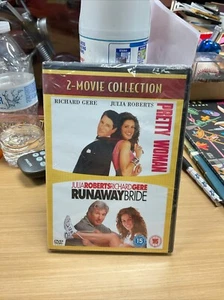 2-MOVIE COLLECTION
RICHARD GERE JULIA ROBERTS
PRETTY WOMAN
JULIA ROBERTS RICHARD GERE
RUNAWAY BRIDE
DVD
15